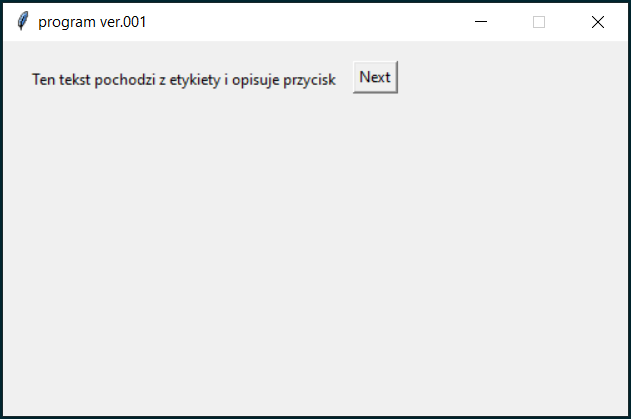 program ver.001
Ten tekst pochodzi z etykiety i opisuje przycisk Next